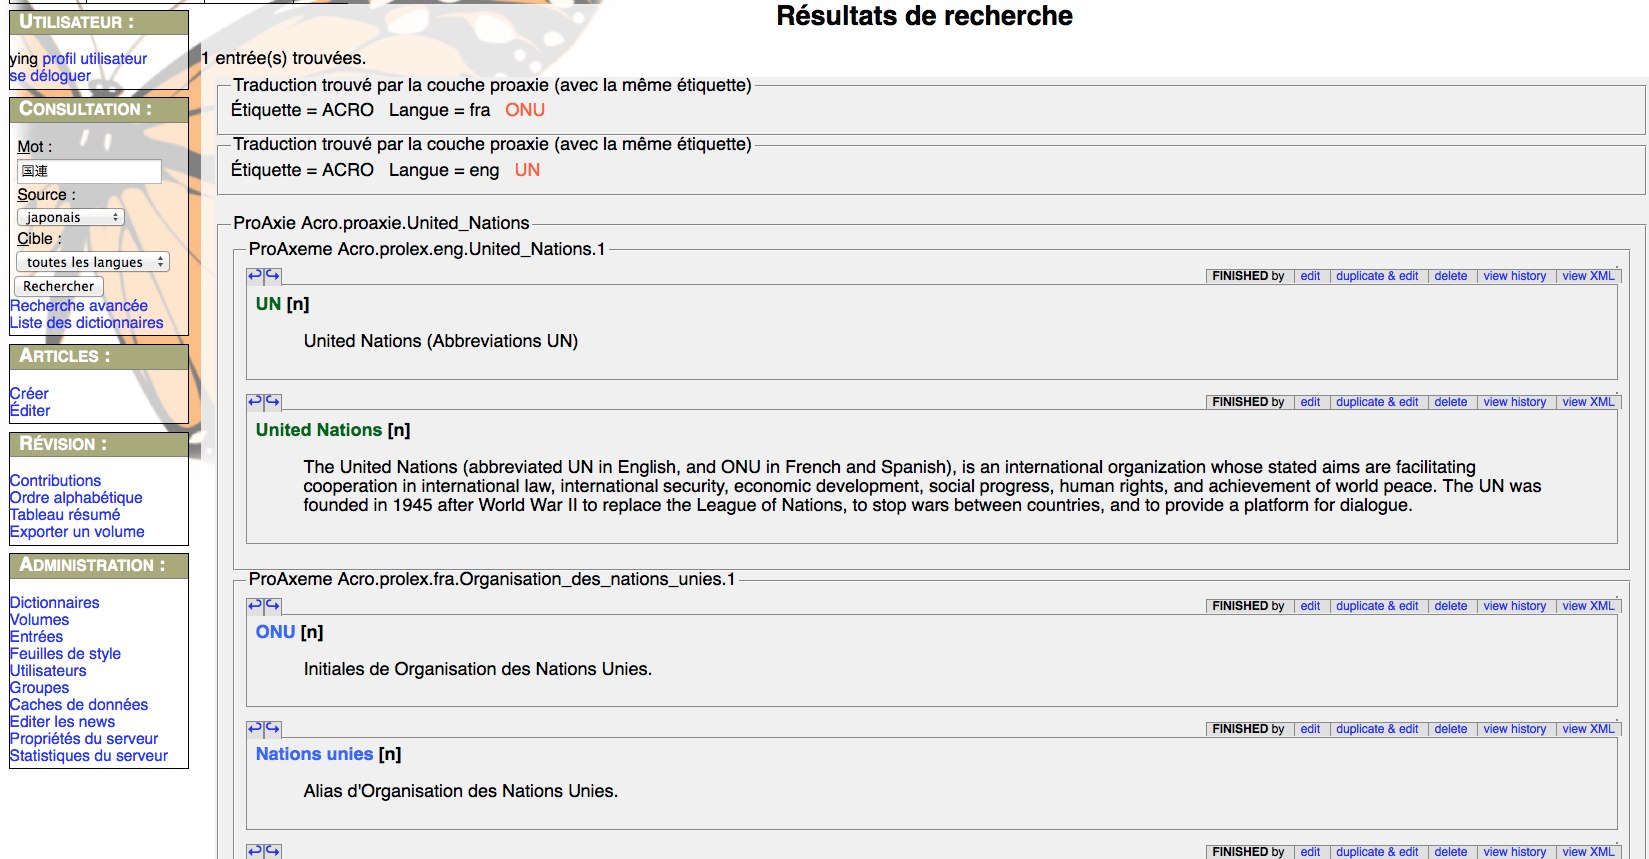 UTILISATEUR :
ying profil utilisateur
se déloguer
CONSULTATION :
Mot :
国連
Source :
japonais
Cible :
toutes les langues
Rechercher
Recherche avancée
Liste des dictionnaires
ARTICLES :
Créer
Éditer
RÉVISION :
Contributions
Ordre alphabétique
Tableau résumé
Exporter un volume
ADMINISTRATION :
Dictionnaires
Volumes
Entrées
Feuilles de style
Utilisateurs
Groupes
Caches de données
Editer les news
Propriétés du serveur
Statistiques du serveur
Résultats de recherche
1 entrée(s) trouvées.
Traduction trouvé par la couche proaxie (avec la même étiquette)
Étiquette = ACRO Langue = fra ONU
Traduction trouvé par la couche proaxie (avec la même étiquette)
Étiquette = ACRO Langue = eng UN
ProAxie Acro.proaxie.United_Nations
ProAxeme Acro.prolex.eng.United_Nations.1
FINISHED by edit duplicate & edit delete view history view XML
UN [n]
United Nations (Abbreviations UN)
FINISHED by edit duplicate & edit delete view history view XML
United Nations [n]
The United Nations (abbreviated UN in English, and ONU in French and Spanish), is an international organization whose stated aims are facilitating
cooperation in international law, international security, economic development, social progress, human rights, and achievement of world peace. The UN was
founded in 1945 after World War II to replace the League of Nations, to stop wars between countries, and to provide a platform for dialogue.
ProAxeme Acro.prolex.fra.Organisation_des_nations_unies.1
FINISHED by edit duplicate & edit delete view history view XML
ONU [n]
Initiales de Organisation des Nations Unies.
FINISHED by edit duplicate & edit delete view history view XML
Nations unies [n]
Alias d'Organisation des Nations Unies.
FINISHED by edit duplicate & edit delete view history view XML